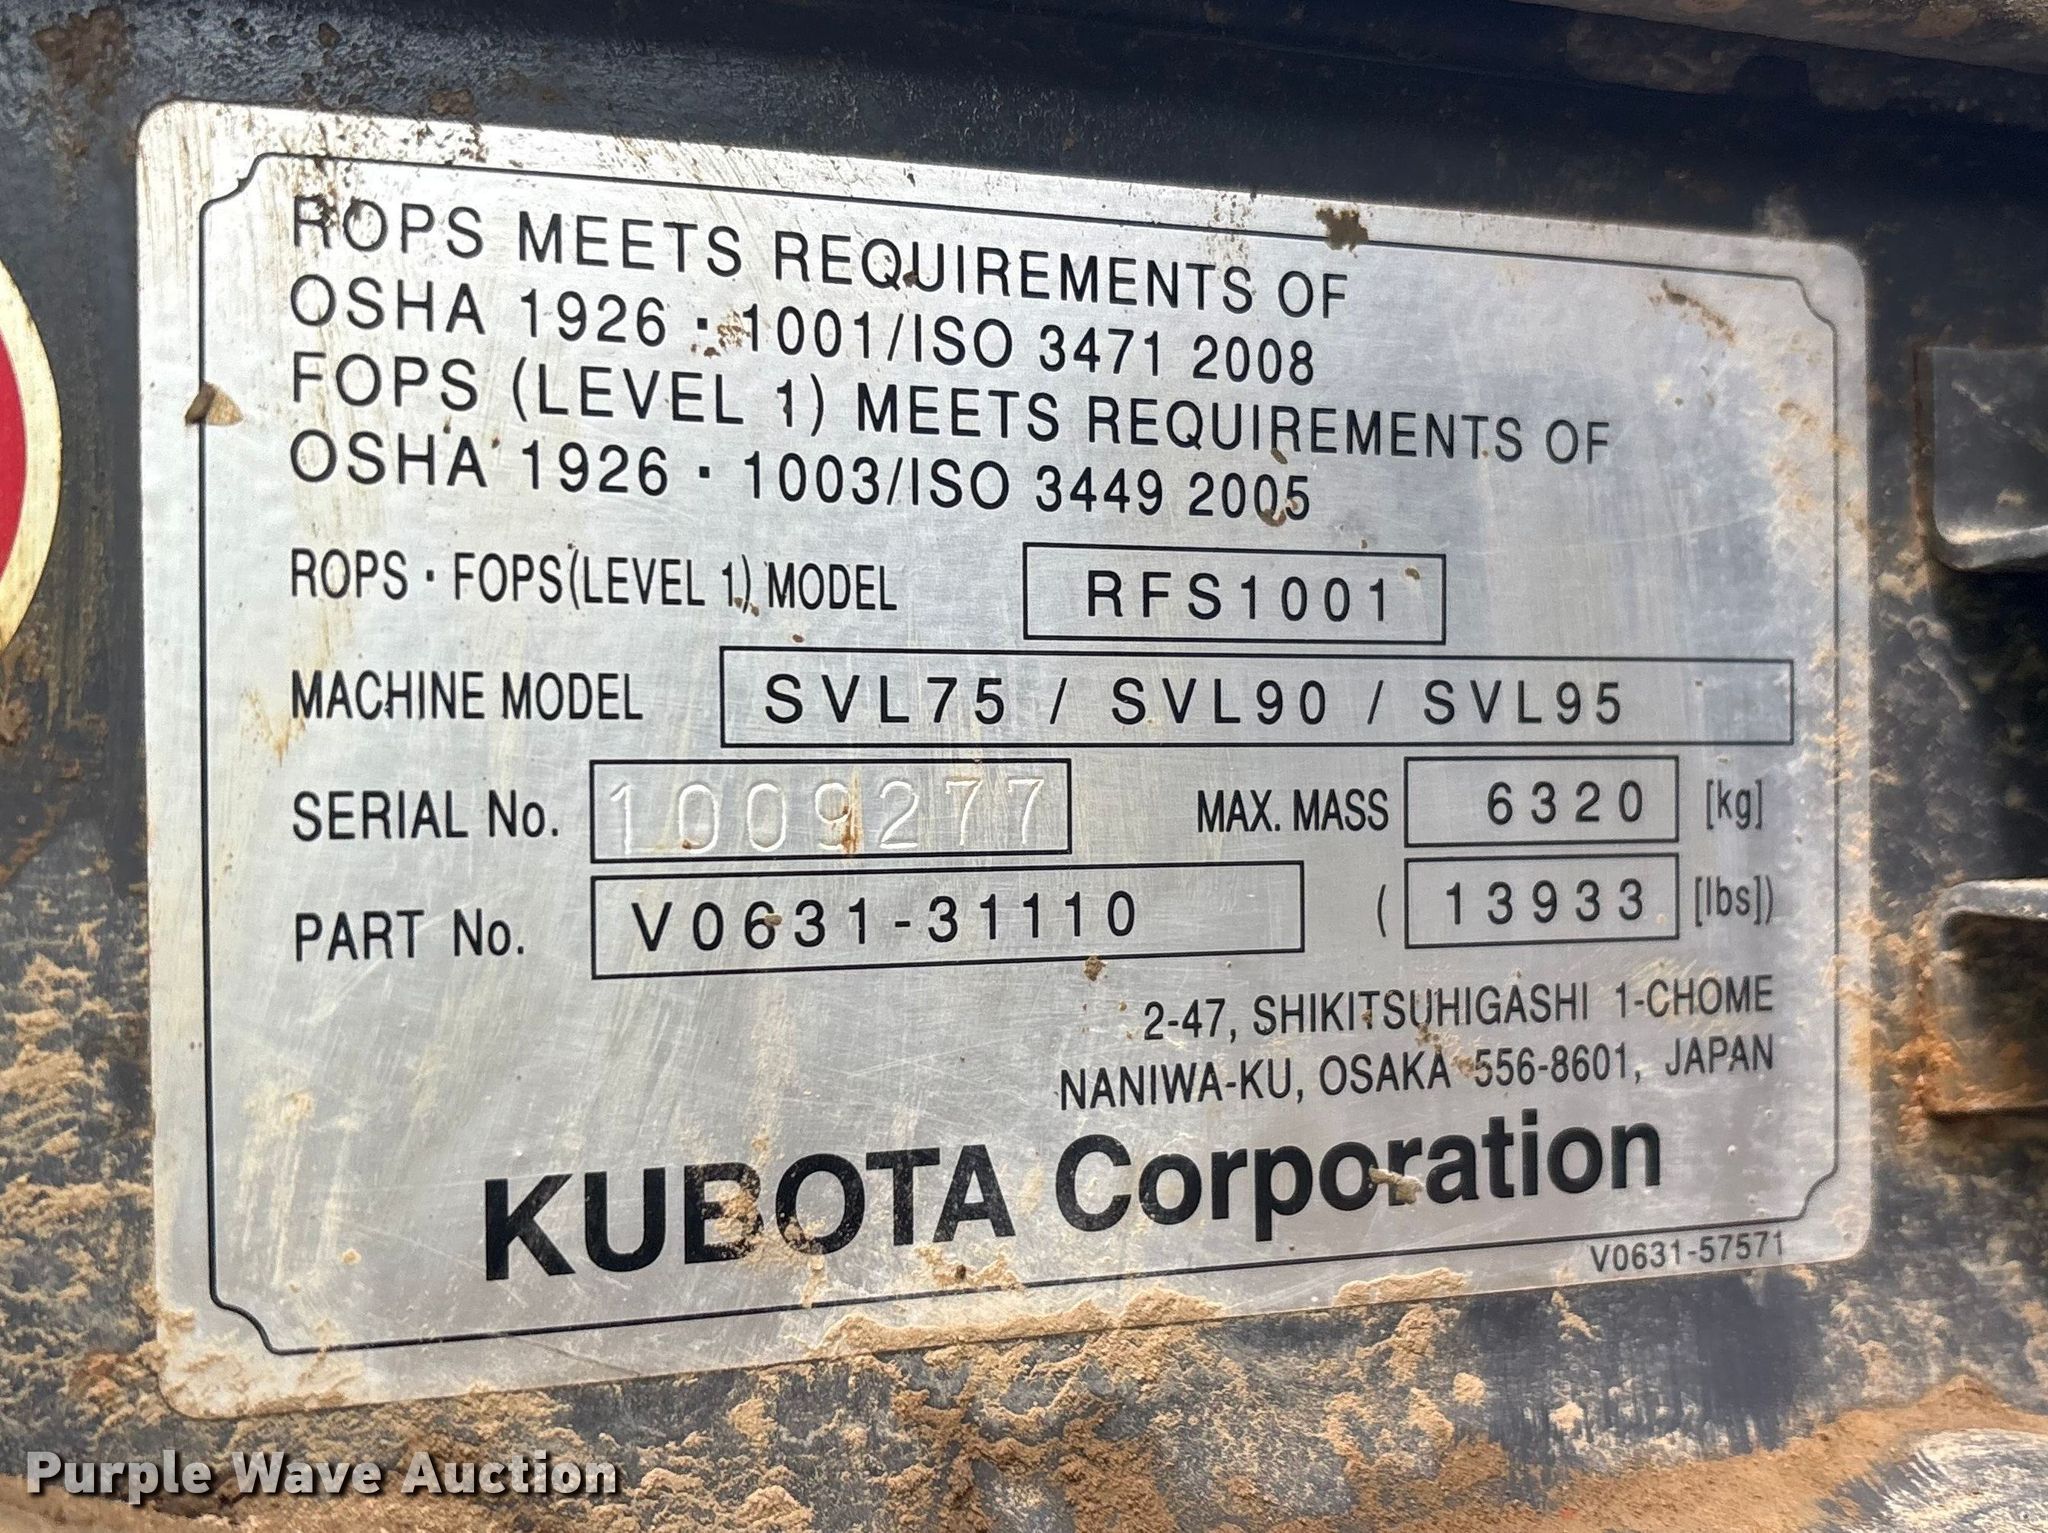 ROPS MEETS REQUIREMENTS OF
OSHA 1926 · 1001/ISO 3471 2008
FOPS (LEVEL 1) MEETS REQUIREMENTS OF
OSHA 1926 · 1003/ISO 3449 2005
ROPS · FOPS(LEVEL 1) MODEL RFS1001
MACHINE MODEL SVL75 / SVL90 / SVL95
SERIAL No. 1009277 MAX. MASS 6320 [kg]
PART No. V0631-31110 (13933 [lbs])
2-47, SHIKITSUHIGASHI 1-CHOME
NANIWA-KU, OSAKA 556-8601, JAPAN
KUBOTA Corporation
V0631-57571
Purple Wave Auction